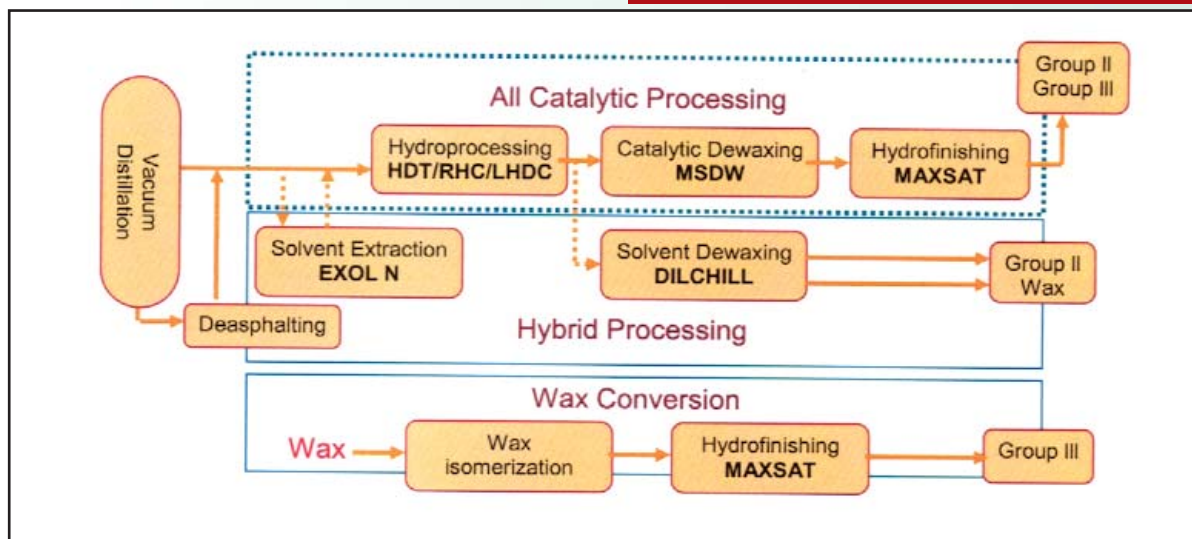 Group II
Group III
All Catalytic Processing
Vacuum
Distillation
Hydroprocessing
HDT/RHC/LHDC
Catalytic Dewaxing
MSDW
Hydrofinishing
MAXSAT
Solvent Extraction
EXOL N
Solvent Dewaxing
DILCHILL
Group II
Wax
Deasphalting
Hybrid Processing
Wax Conversion
Wax
Wax
isomerization
Hydrofinishing
MAXSAT
Group III